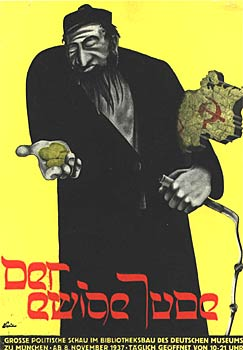 Der
ewige Jude
GROSSE POLITISCHE SCHAU IM BIBLIOTHEKSBAU DES DEUTSCHEN MUSEUMS
ZU MÜNCHEN · AB 8. NOVEMBER 1937 · TÄGLICH GEÖFFNET VON 10-21 UHR